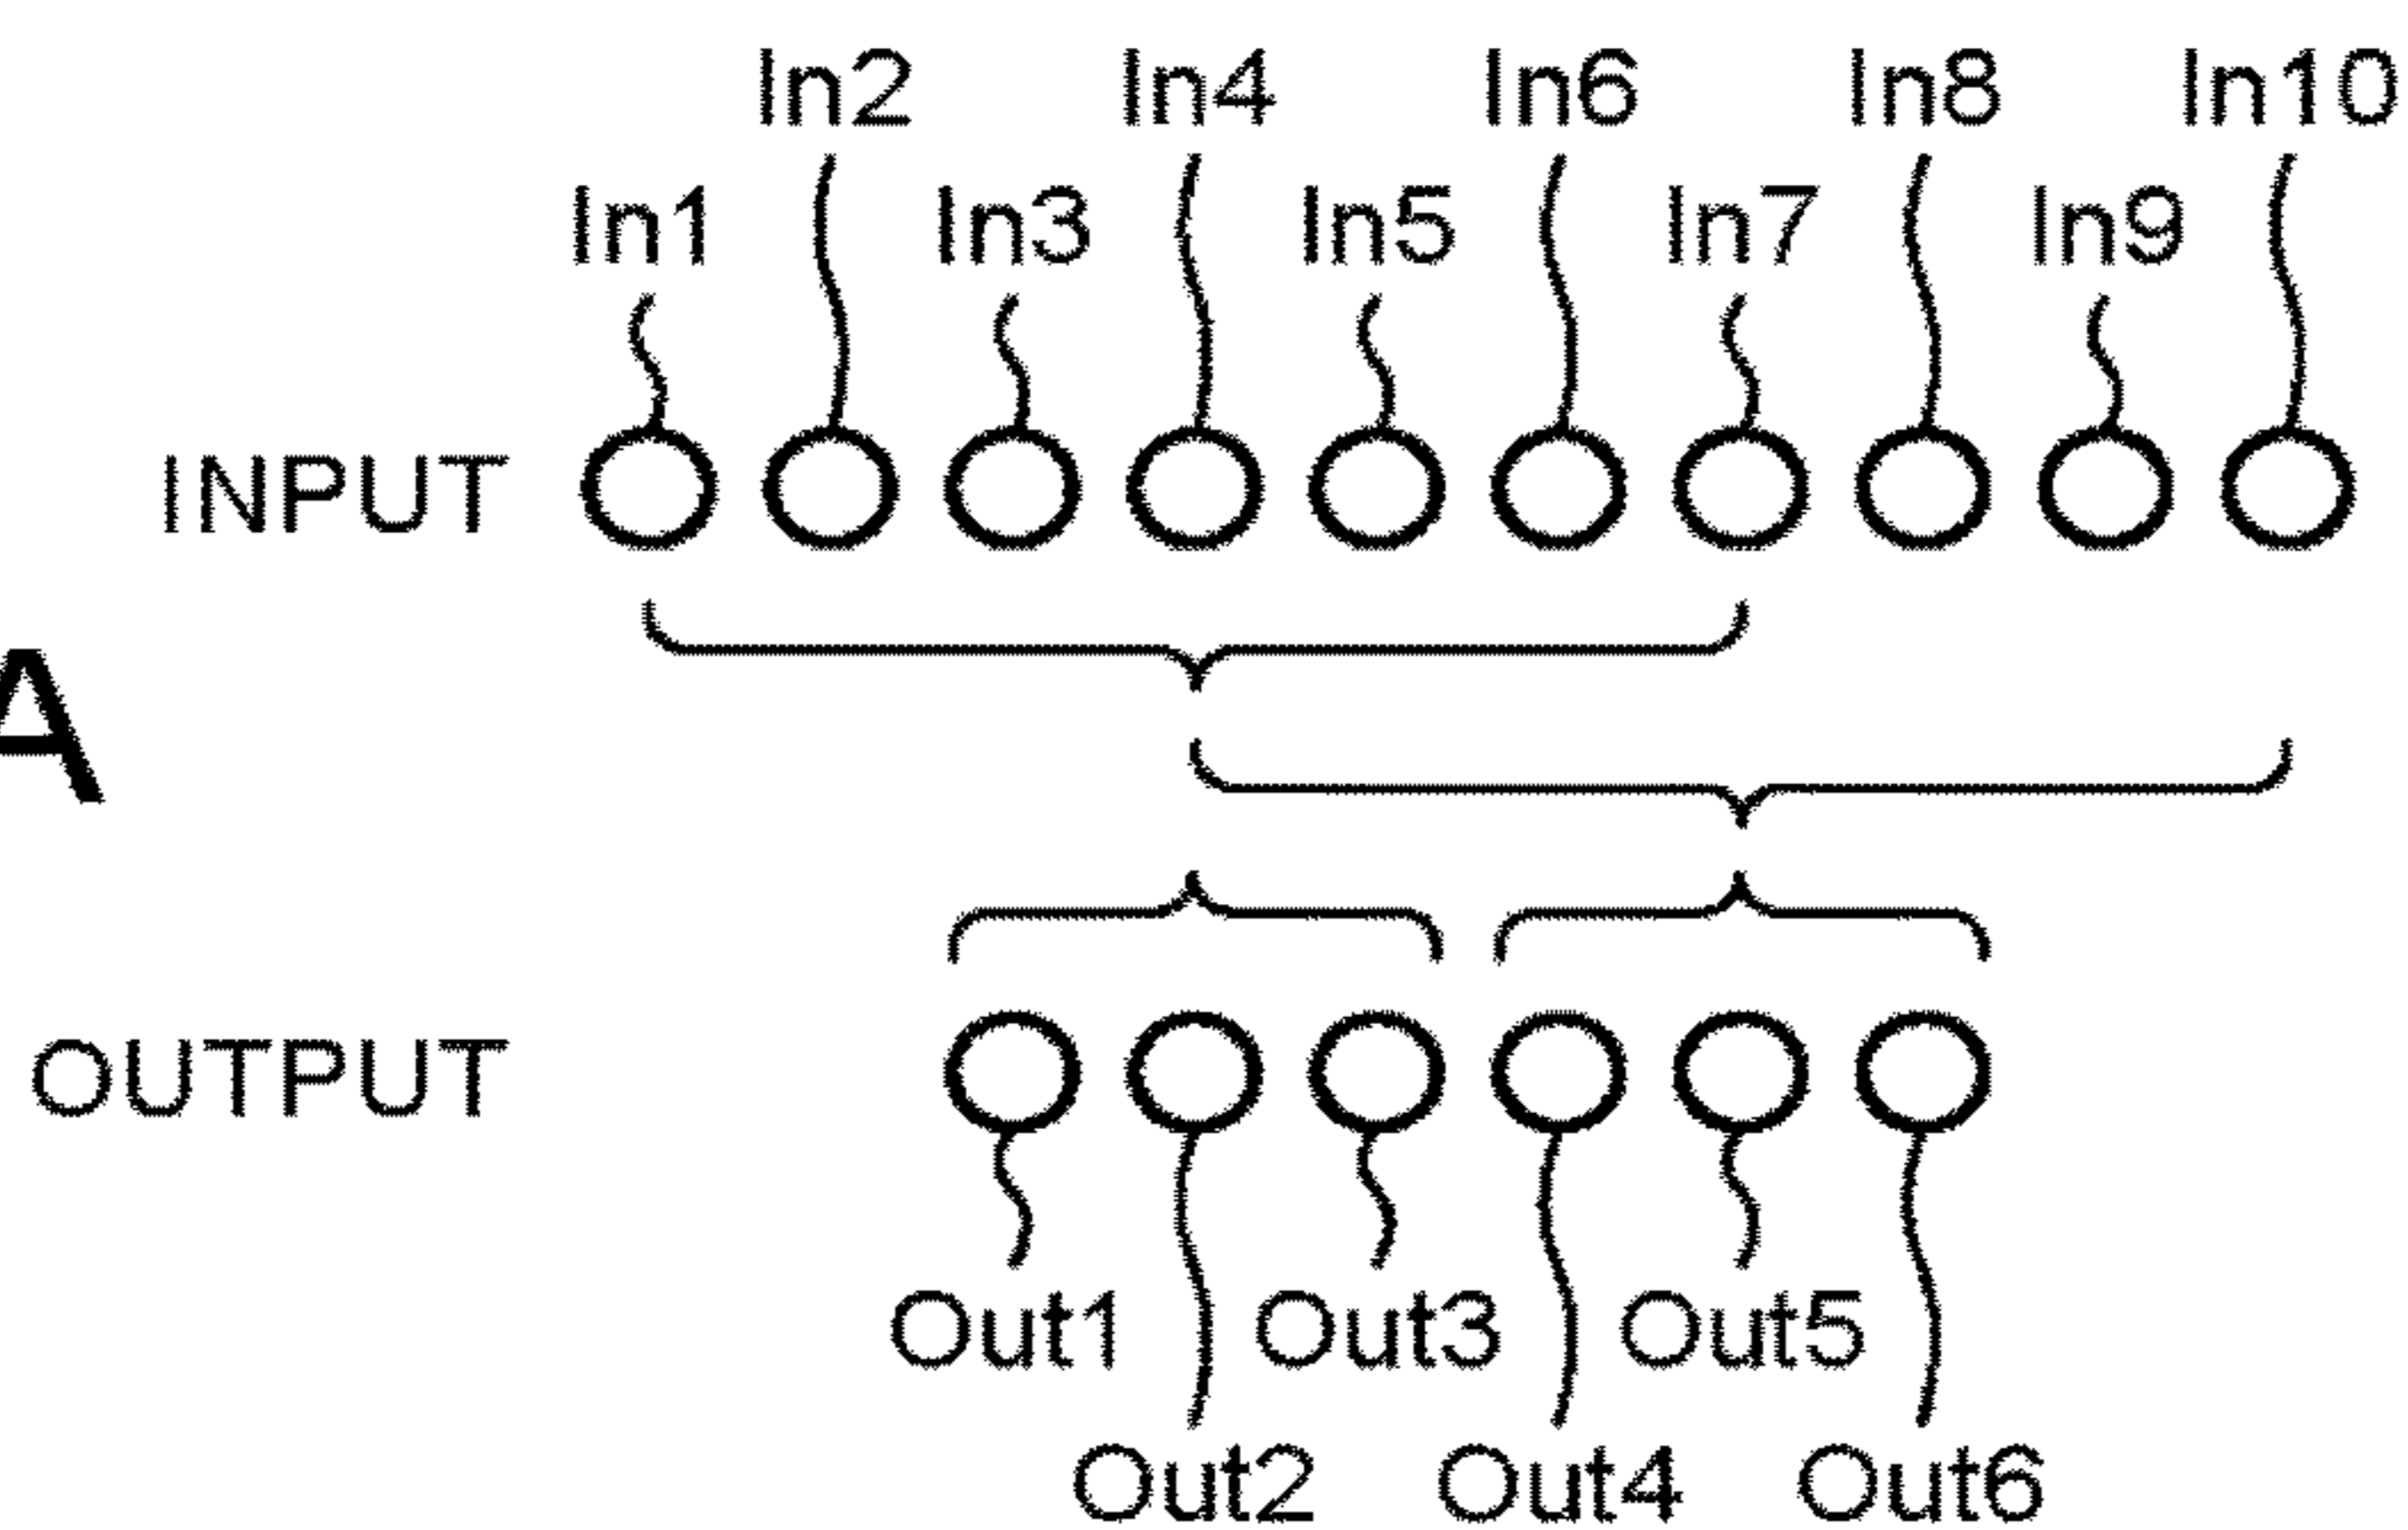 In2 In4 In6 In8 In10
In1 In3 In5 In7 In9
INPUT
A
OUTPUT
Out1 Out3 Out5
Out2 Out4 Out6